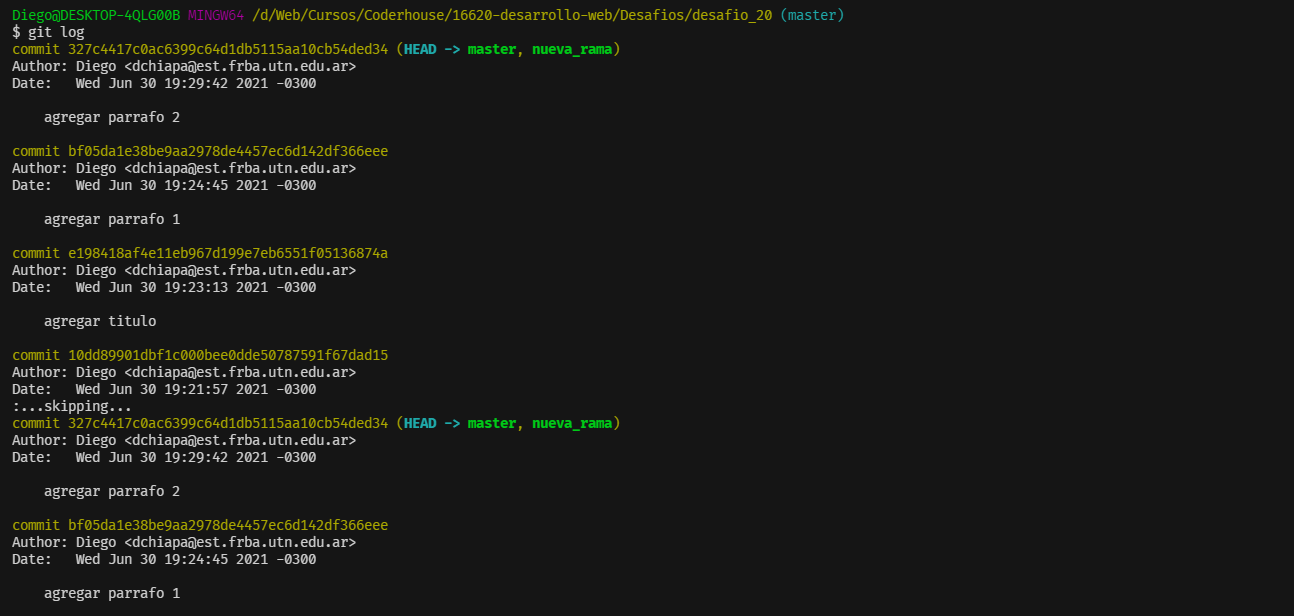 Diego@DESKTOP-4QLG00B MINGW64 /d/Web/Cursos/Coderhouse/16620-desarrollo-web/Desafios/desafio_20 (master)
$ git log
commit 327c4417c0ac6399c64d1db5115aa10cb54ded34 (HEAD -> master, nueva_rama)
Author: Diego <dchiapa@est.frba.utn.edu.ar>
Date:   Wed Jun 30 19:29:42 2021 -0300

    agregar parrafo 2

commit bf05da1e38be9aa2978de4457ec6d142df366eee
Author: Diego <dchiapa@est.frba.utn.edu.ar>
Date:   Wed Jun 30 19:24:45 2021 -0300

    agregar parrafo 1

commit e198418af4e11eb967d199e7eb6551f05136874a
Author: Diego <dchiapa@est.frba.utn.edu.ar>
Date:   Wed Jun 30 19:23:13 2021 -0300

    agregar titulo

commit 10dd89901dbf1c000bee0dde50787591f67dad15
Author: Diego <dchiapa@est.frba.utn.edu.ar>
Date:   Wed Jun 30 19:21:57 2021 -0300
:...skipping...
commit 327c4417c0ac6399c64d1db5115aa10cb54ded34 (HEAD -> master, nueva_rama)
Author: Diego <dchiapa@est.frba.utn.edu.ar>
Date:   Wed Jun 30 19:29:42 2021 -0300

    agregar parrafo 2

commit bf05da1e38be9aa2978de4457ec6d142df366eee
Author: Diego <dchiapa@est.frba.utn.edu.ar>
Date:   Wed Jun 30 19:24:45 2021 -0300

    agregar parrafo 1